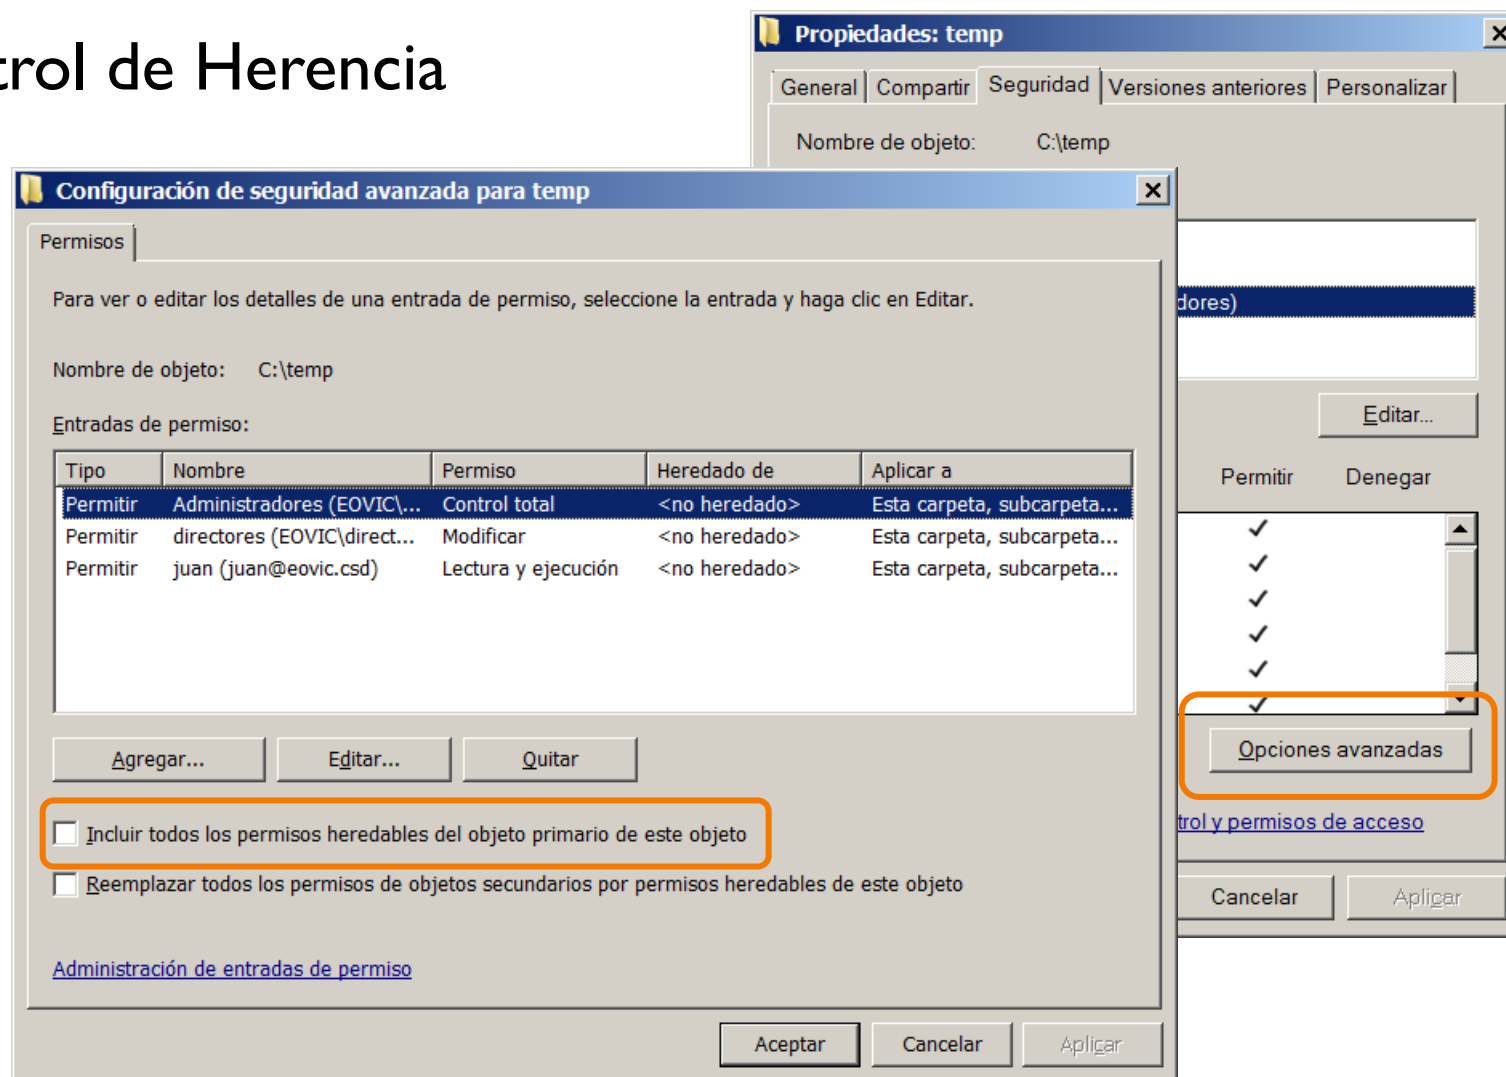 trol de Herencia
Propiedades: temp
General Compartir Seguridad Versiones anteriores Personalizar
Nombre de objeto: C:\temp
dores)
Editar...
Permitir Denegar
Opciones avanzadas
trol y permisos de acceso
Cancelar Aplicar
Configuración de seguridad avanzada para temp
Permisos
Para ver o editar los detalles de una entrada de permiso, seleccione la entrada y haga clic en Editar.
Nombre de objeto: C:\temp
Entradas de permiso:
Tipo Nombre Permiso Heredado de Aplicar a
Permitir Administradores (EOVIC\... Control total <no heredado> Esta carpeta, subcarpeta...
Permitir directores (EOVIC\direct... Modificar <no heredado> Esta carpeta, subcarpeta...
Permitir juan (juan@eovic.csd) Lectura y ejecución <no heredado> Esta carpeta, subcarpeta...
Agregar... Editar... Quitar
Incluir todos los permisos heredables del objeto primario de este objeto
Reemplazar todos los permisos de objetos secundarios por permisos heredables de este objeto
Administración de entradas de permiso
Aceptar Cancelar Aplicar